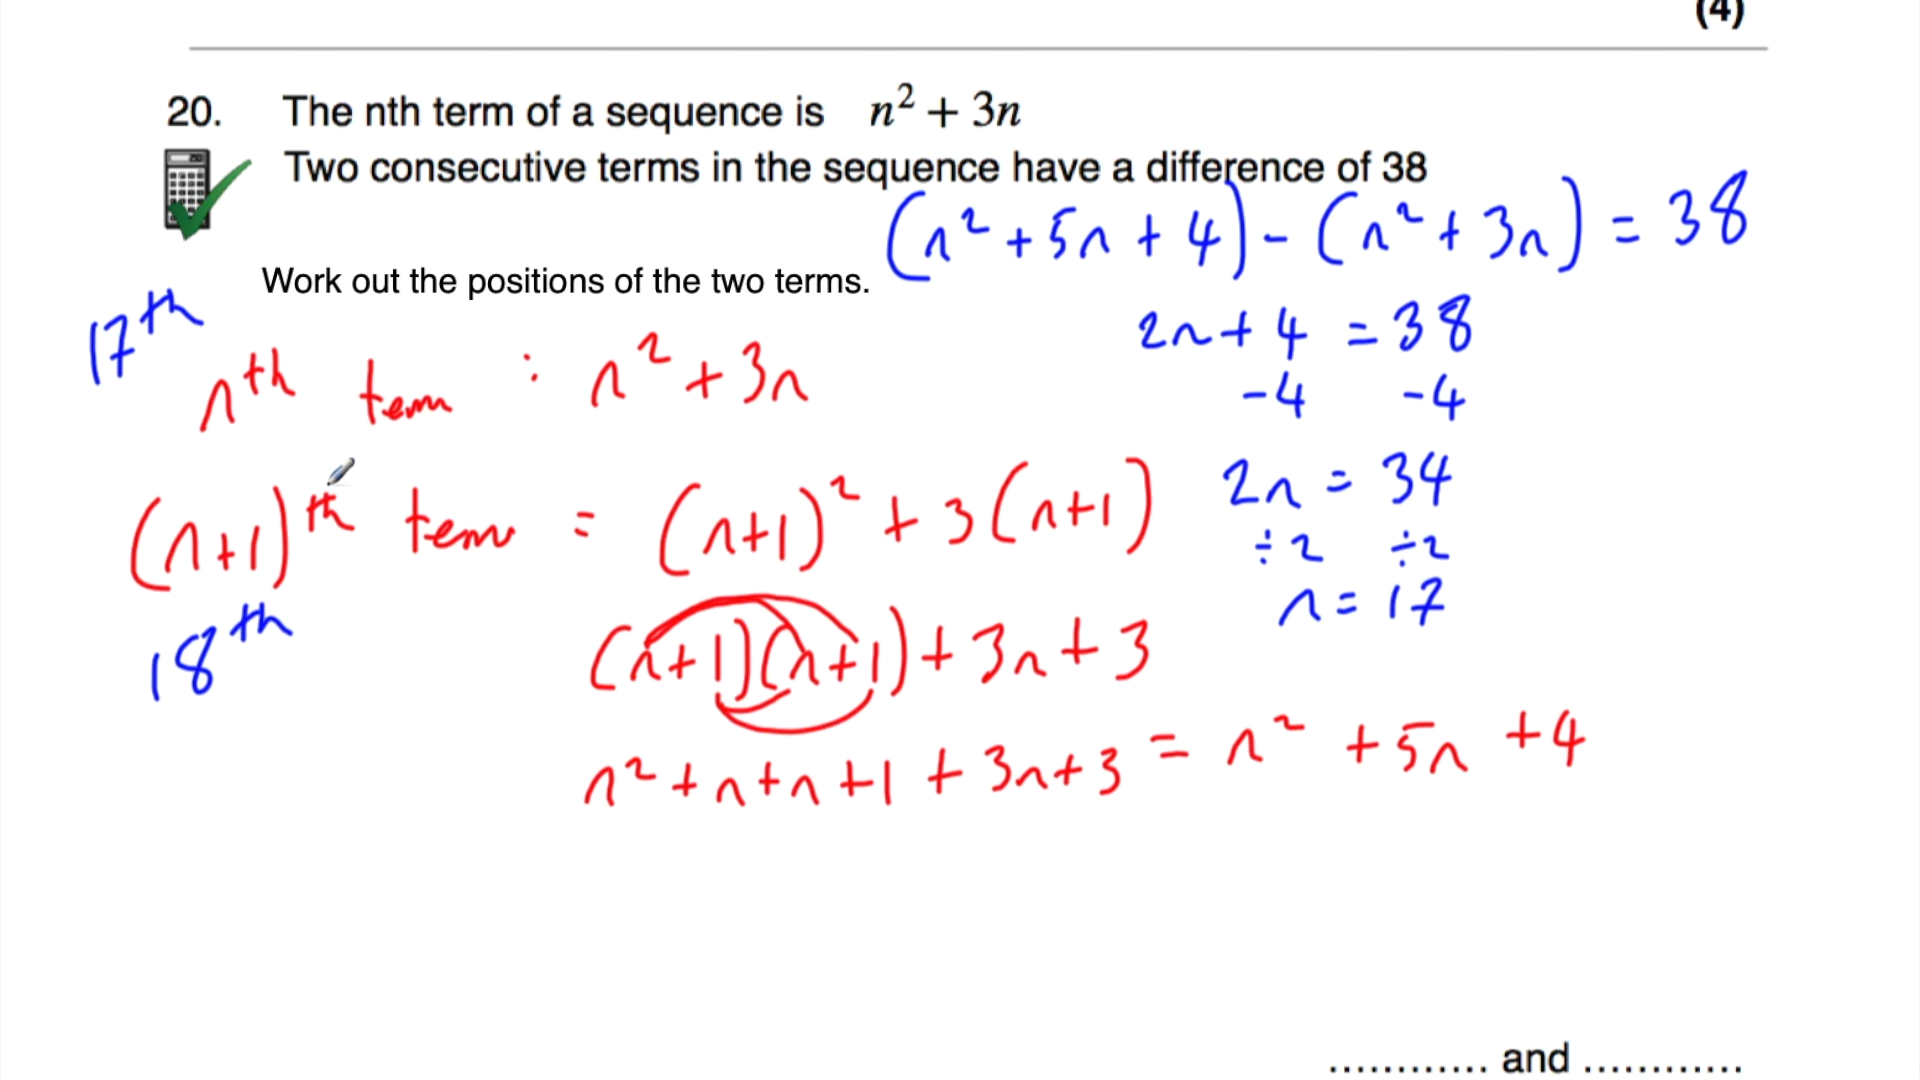 (4)
20. The nth term of a sequence is n² + 3n
Two consecutive terms in the sequence have a difference of 38
(n² + 5n + 4) - (n² + 3n) = 38
Work out the positions of the two terms.
2n + 4 = 38
17th
nth term : n² + 3n
-4 -4
2n = 34
(n+1)th term = (n+1)² + 3(n+1)
÷2 ÷2
n = 17
18th
(n+1)(n+1) + 3n + 3
n² + n + n + 1 + 3n + 3 = n² + 5n + 4
............ and ............